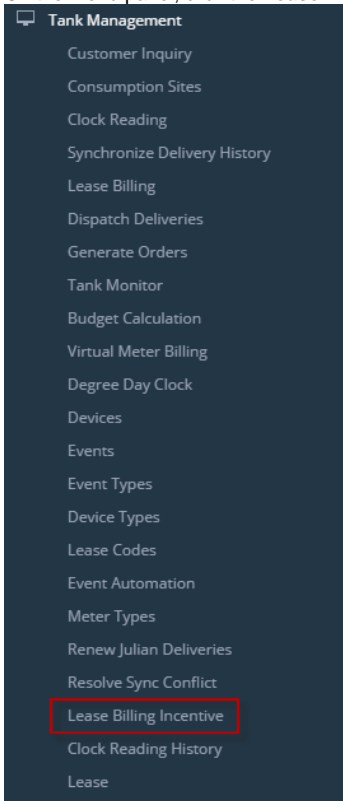 Tank Management
Customer Inquiry
Consumption Sites
Clock Reading
Synchronize Delivery History
Lease Billing
Dispatch Deliveries
Generate Orders
Tank Monitor
Budget Calculation
Virtual Meter Billing
Degree Day Clock
Devices
Events
Event Types
Device Types
Lease Codes
Event Automation
Meter Types
Renew Julian Deliveries
Resolve Sync Conflict
Lease Billing Incentive
Clock Reading History
Lease